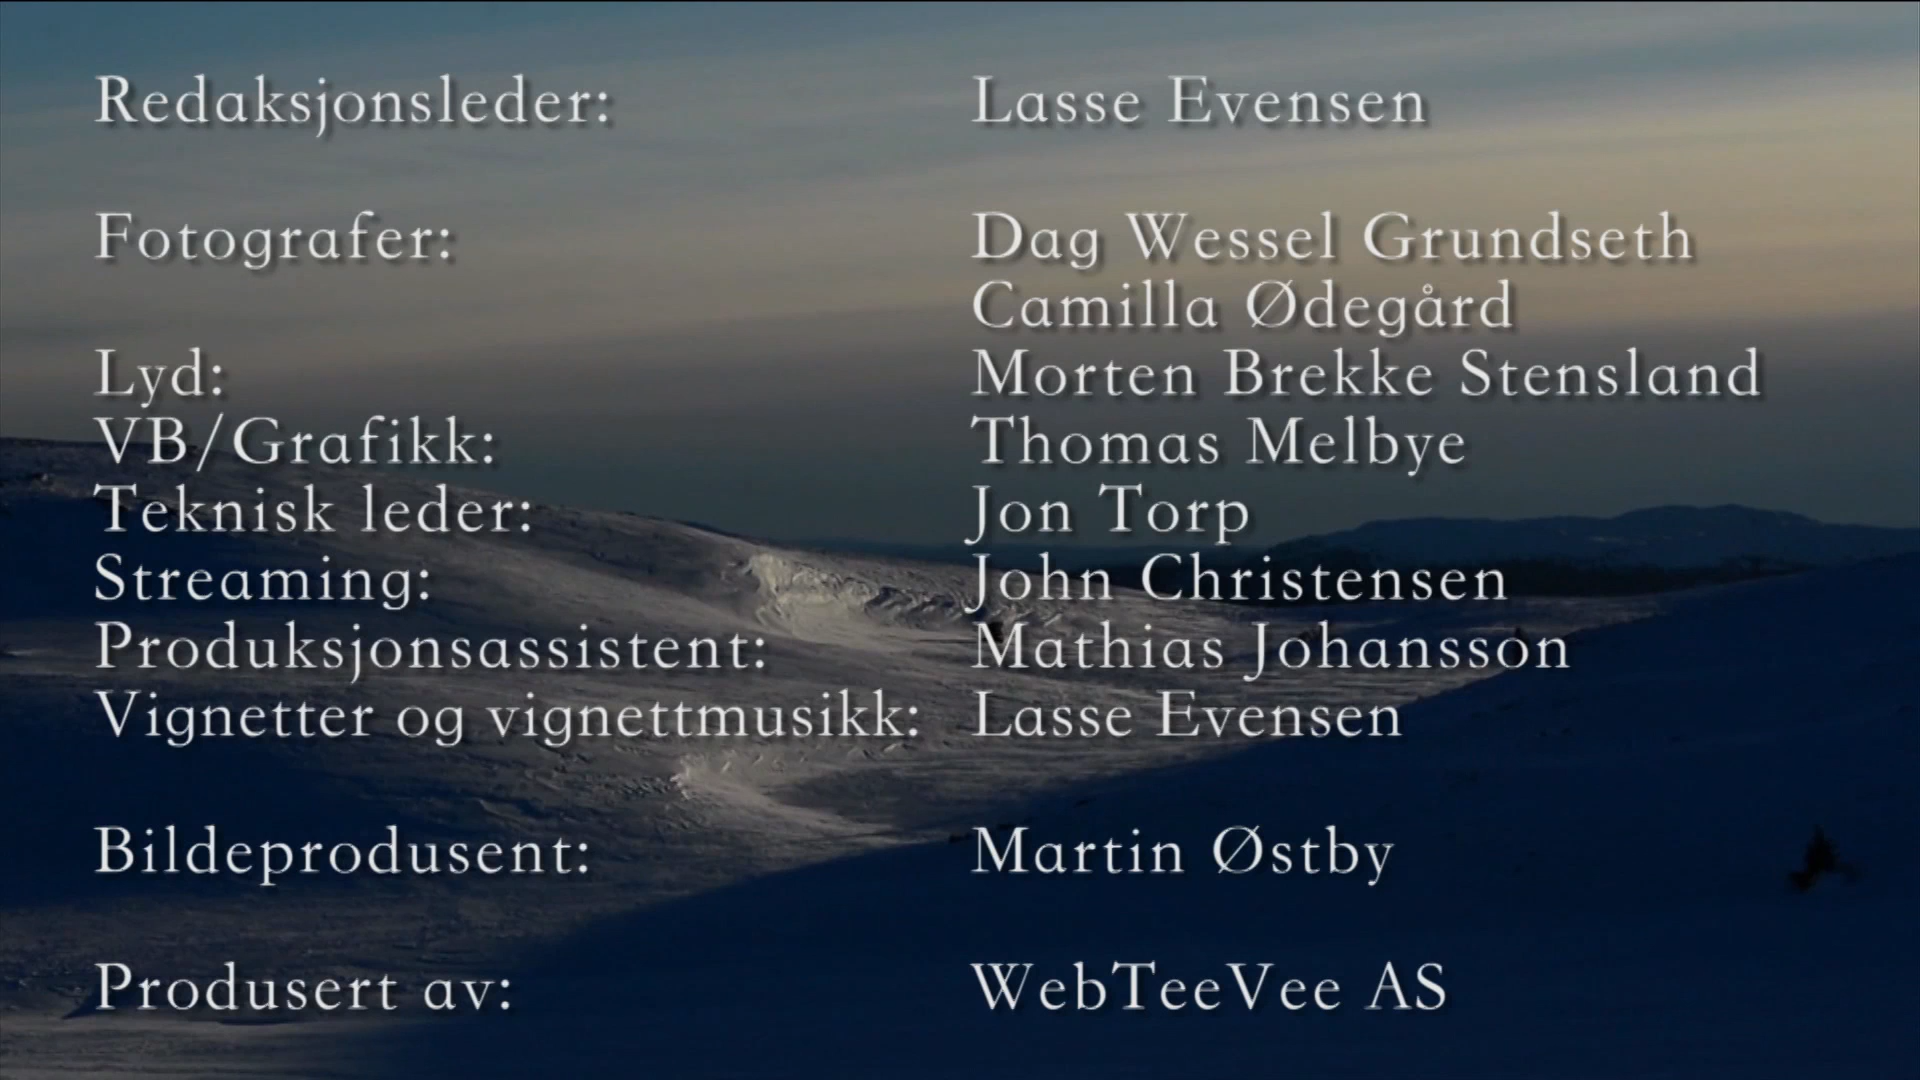 Redaksjonsleder: Lasse Evensen
Fotografer: Dag Wessel Grundseth
Camilla Ødegård
Lyd: Morten Brekke Stensland
VB/Grafikk: Thomas Melbye
Teknisk leder: Jon Torp
Streaming: John Christensen
Produksjonsassistent: Mathias Johansson
Vignetter og vignettmusikk: Lasse Evensen
Bildeprodusent: Martin Østby
Produsert av: WebTeeVee AS